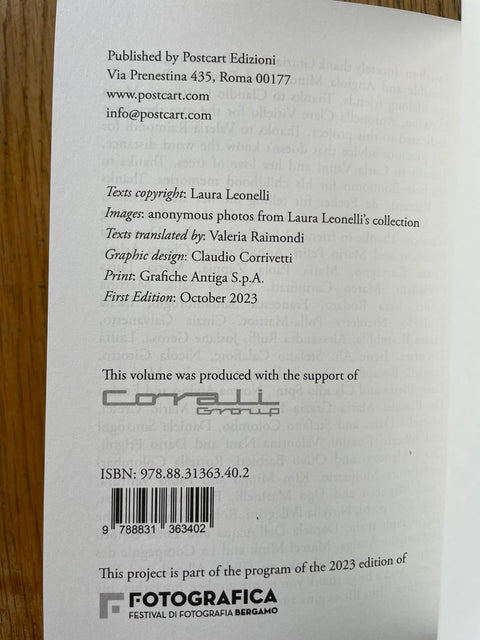 Published by Postcart Edizioni
Via Prenestina 435, Roma 00177
www.postcart.com
info@postcart.com
Texts copyright: Laura Leonelli
Images: anonymous photos from Laura Leonelli's collection
Texts translated by: Valeria Raimondi
Graphic design: Claudio Corrivetti
Print: Grafiche Antiga S.p.A.
First Edition: October 2023
This volume was produced with the support of
Corrali
Group
ISBN: 978.88.31363.40.2
9 788831 363402
This project is part of the program of the 2023 edition of
FOTOGRAFICA
FESTIVAL DI FOTOGRAFIA BERGAMO